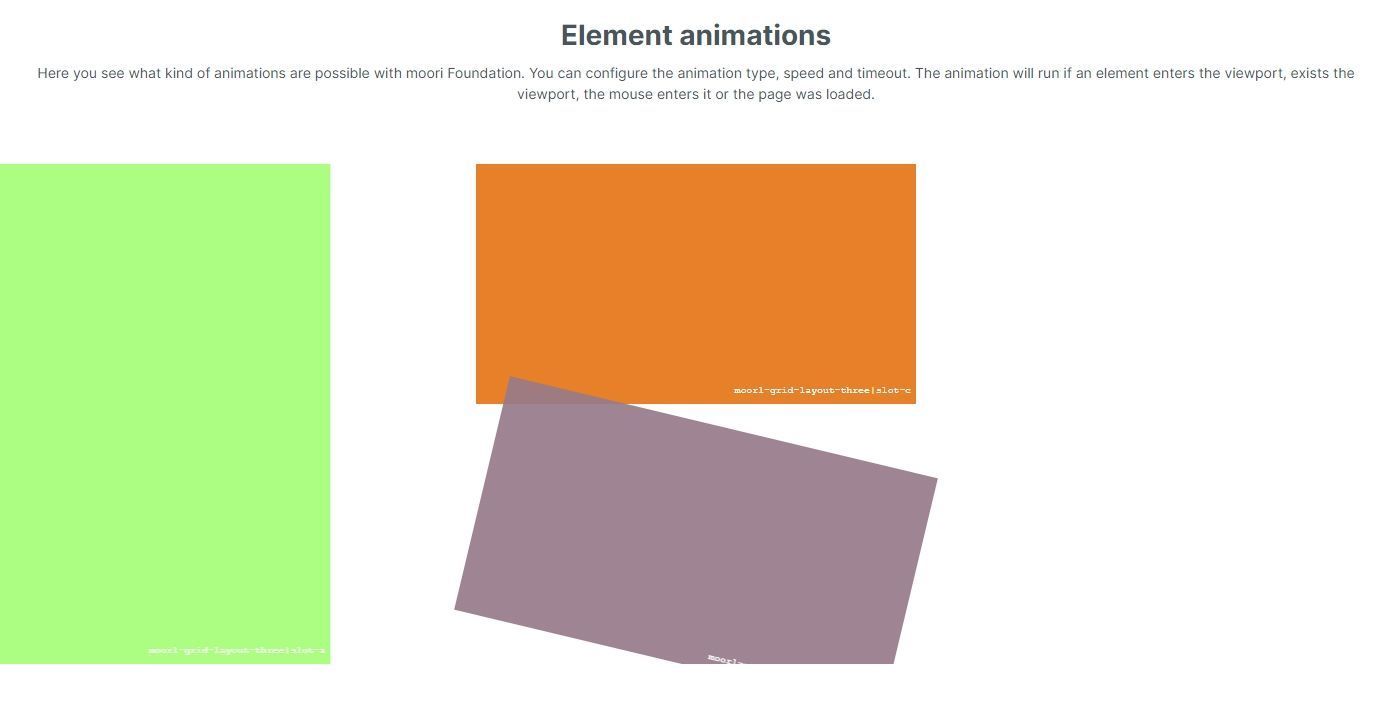 Element animations
Here you see what kind of animations are possible with moori Foundation. You can configure the animation type, speed and timeout. The animation will run if an element enters the viewport, exists the
viewport, the mouse enters it or the page was loaded.
moorl-grid-layout-three|slot-c
moorl-grid-layout-three|slot-a